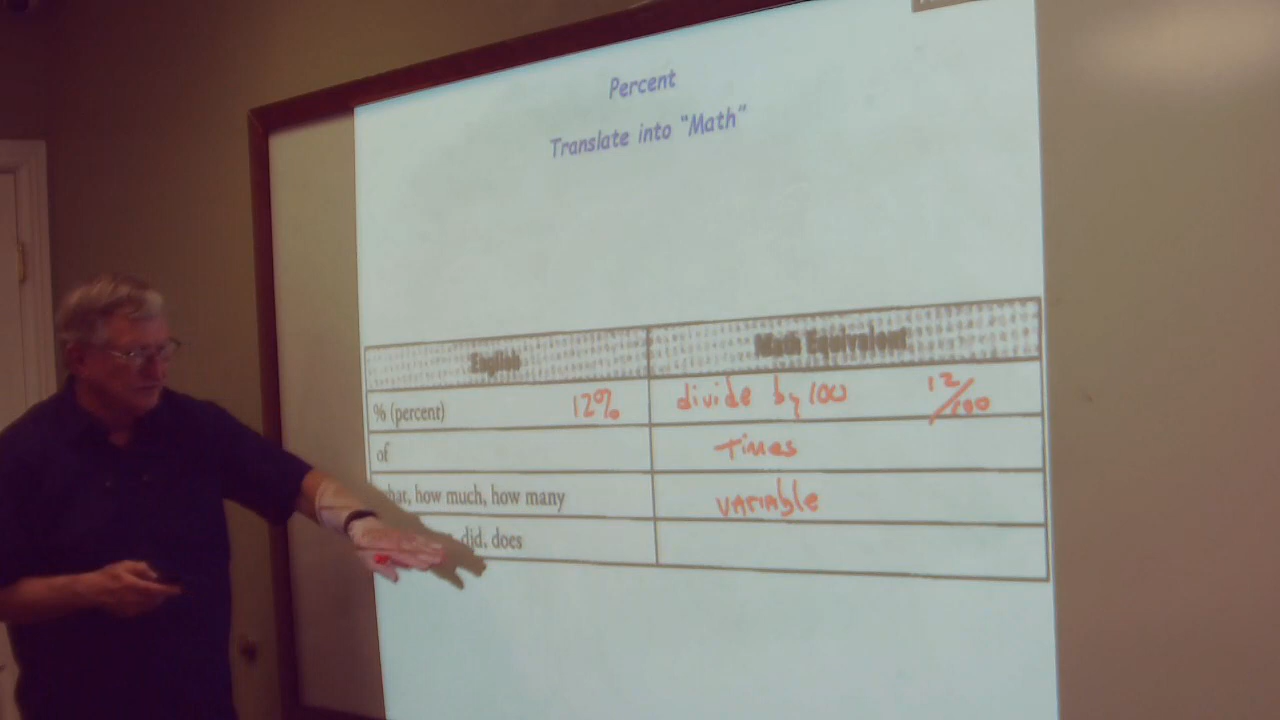 Percent
Translate into "Math"
English Math Equivalent
% (percent) 12% divide by 100 12/100
of times
how much, how many variable
did, does